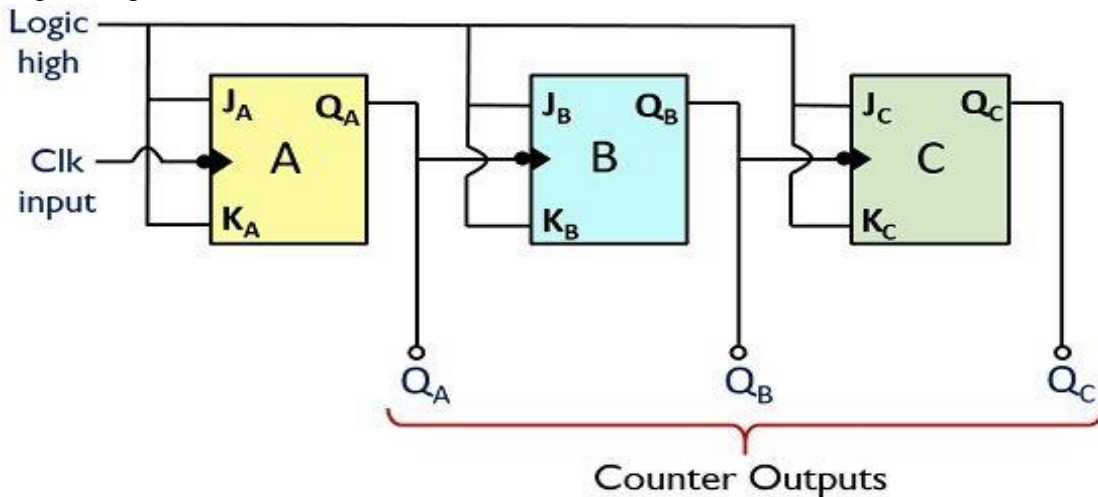 Logic
high
Clk
input
J_A
Q_A
A
K_A
J_B
Q_B
B
K_B
J_C
Q_C
C
K_C
Q_A
Q_B
Q_C
Counter Outputs